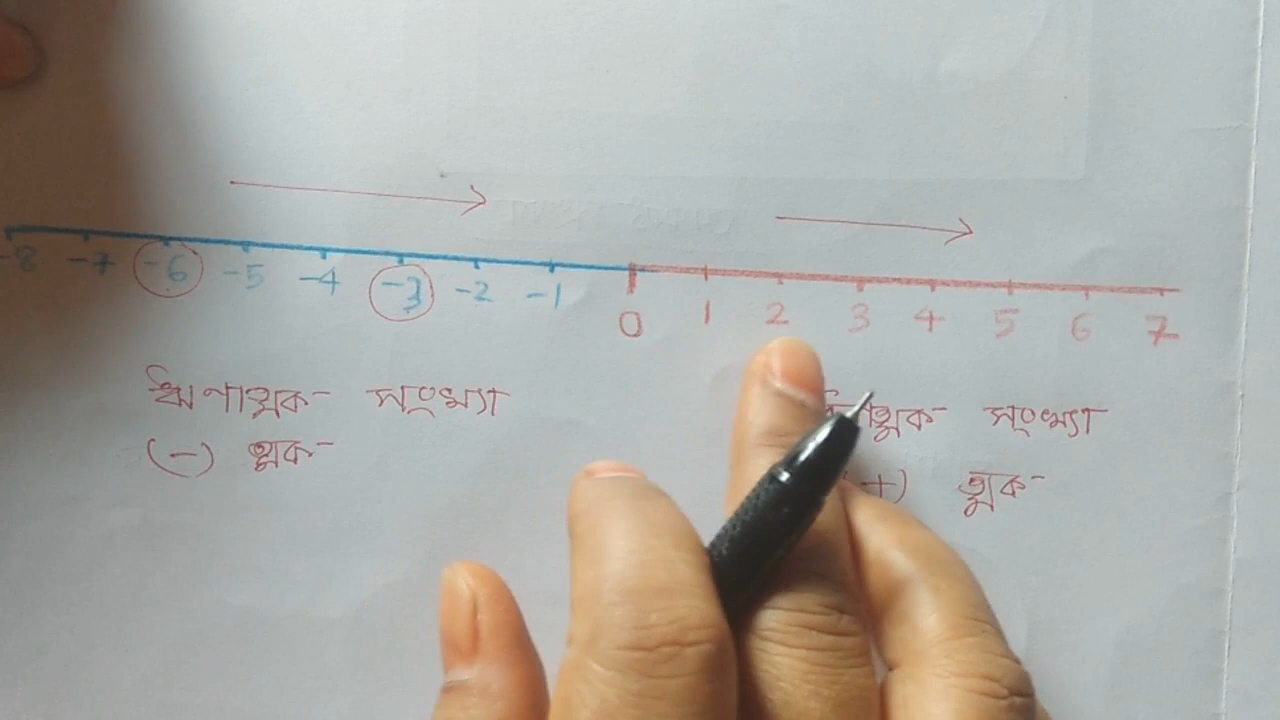 -8 -7 -6 -5 -4 -3 -2 -1 0 1 2 3 4 5 6 7
ঋণাত্মক সংখ্যা
সংখ্যা
(-) ত্মক
+) ত্মক